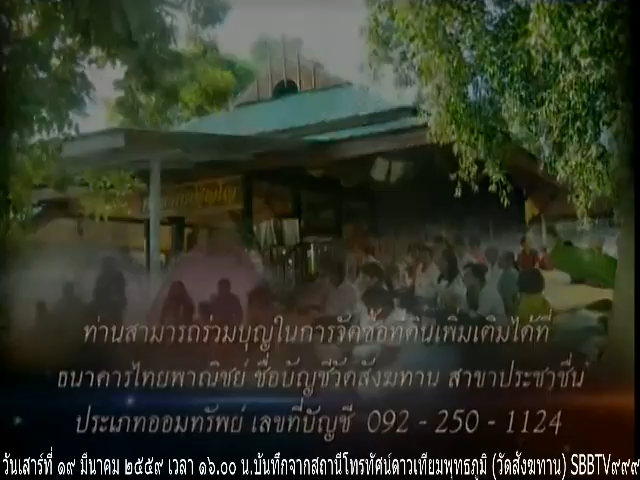 ท่านสามารถร่วมบุญในการจัดซื้อที่ดินเพิ่มเติมได้ที่
ธนาคารไทยพาณิชย์ ชื่อบัญชีวัดสังฆทาน สาขาประชาชื่น
ประเภทออมทรัพย์ เลขที่บัญชี 092 - 250 - 1124
วันเสาร์ที่ ๑๙ มีนาคม ๒๕๕๙ เวลา ๑๖.๐๐ น.บันทึกจากสถานีโทรทัศน์ดาวเทียมพุทธภูมิ (วัดสังฆทาน) SBBTV๙๙๙